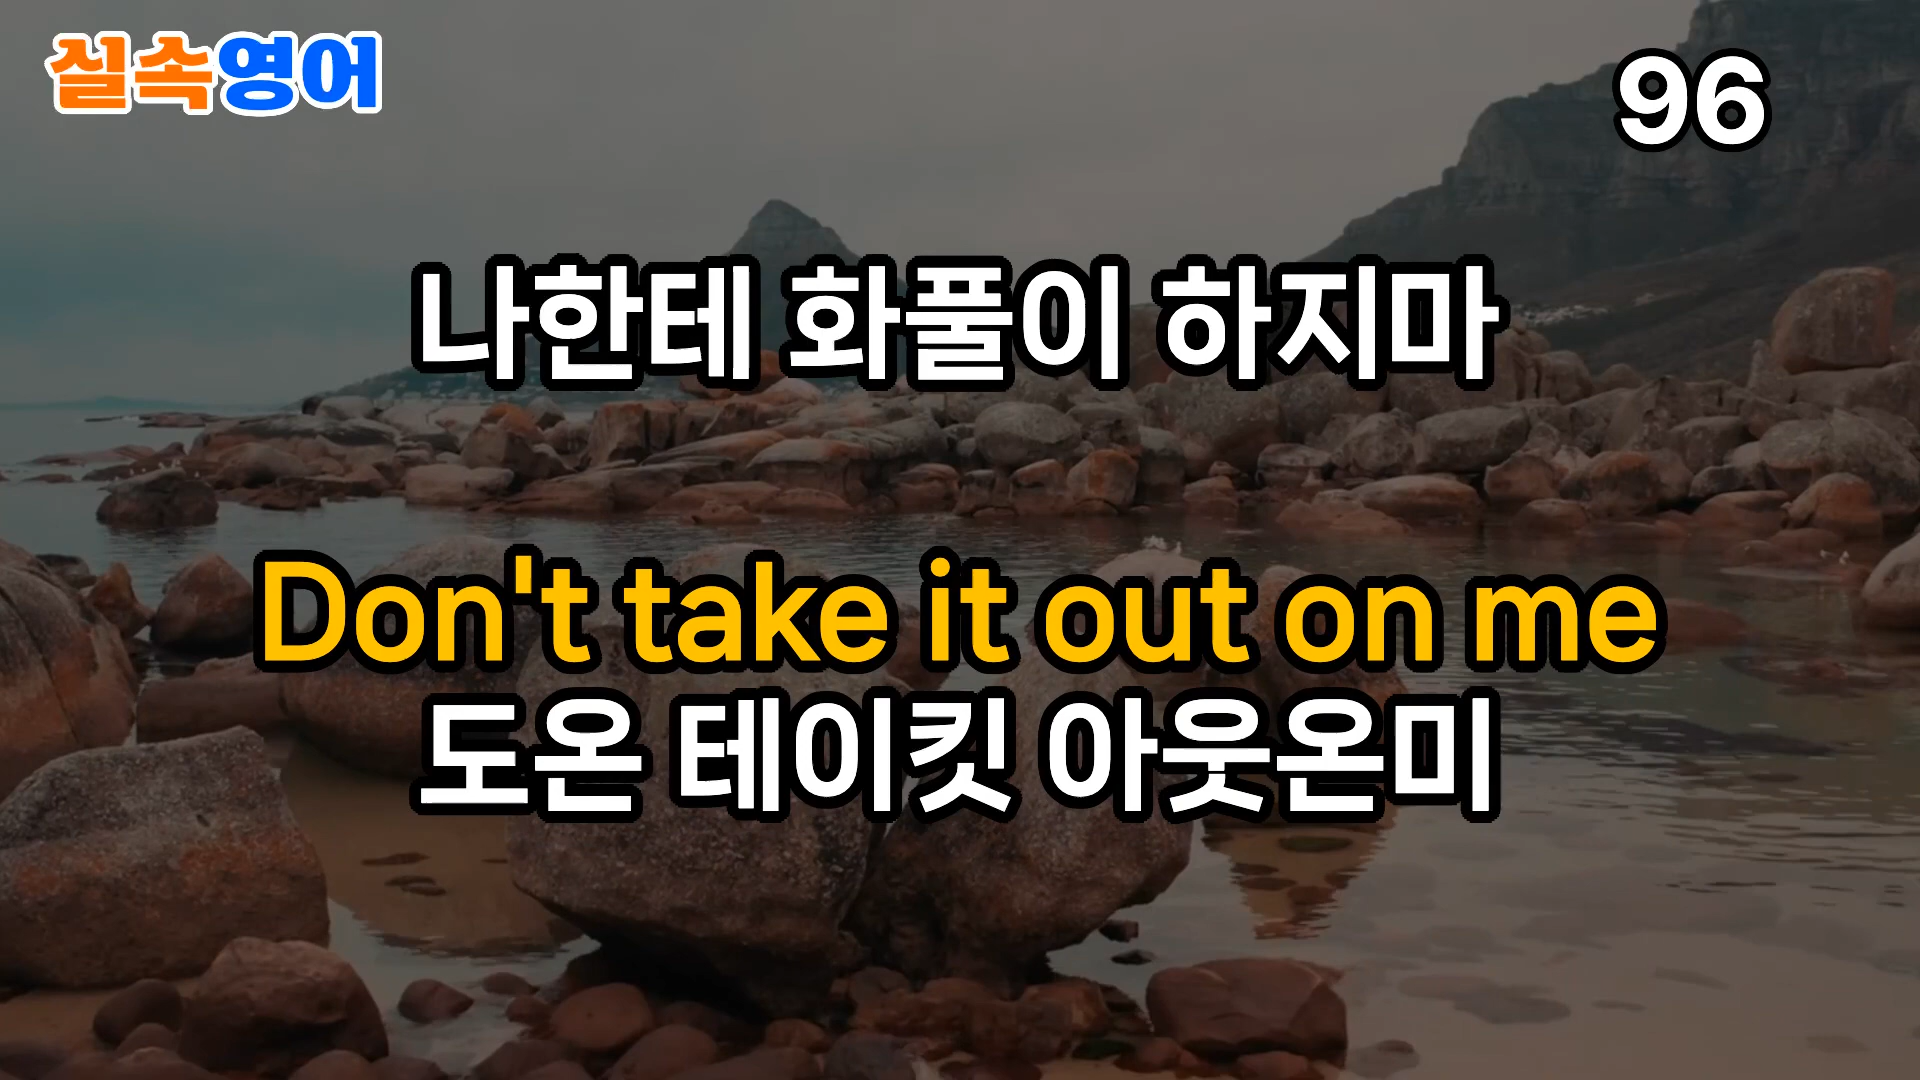 실속영어
96
나한테 화풀이 하지마
Don't take it out on me
도온 테이킷 아웃온미